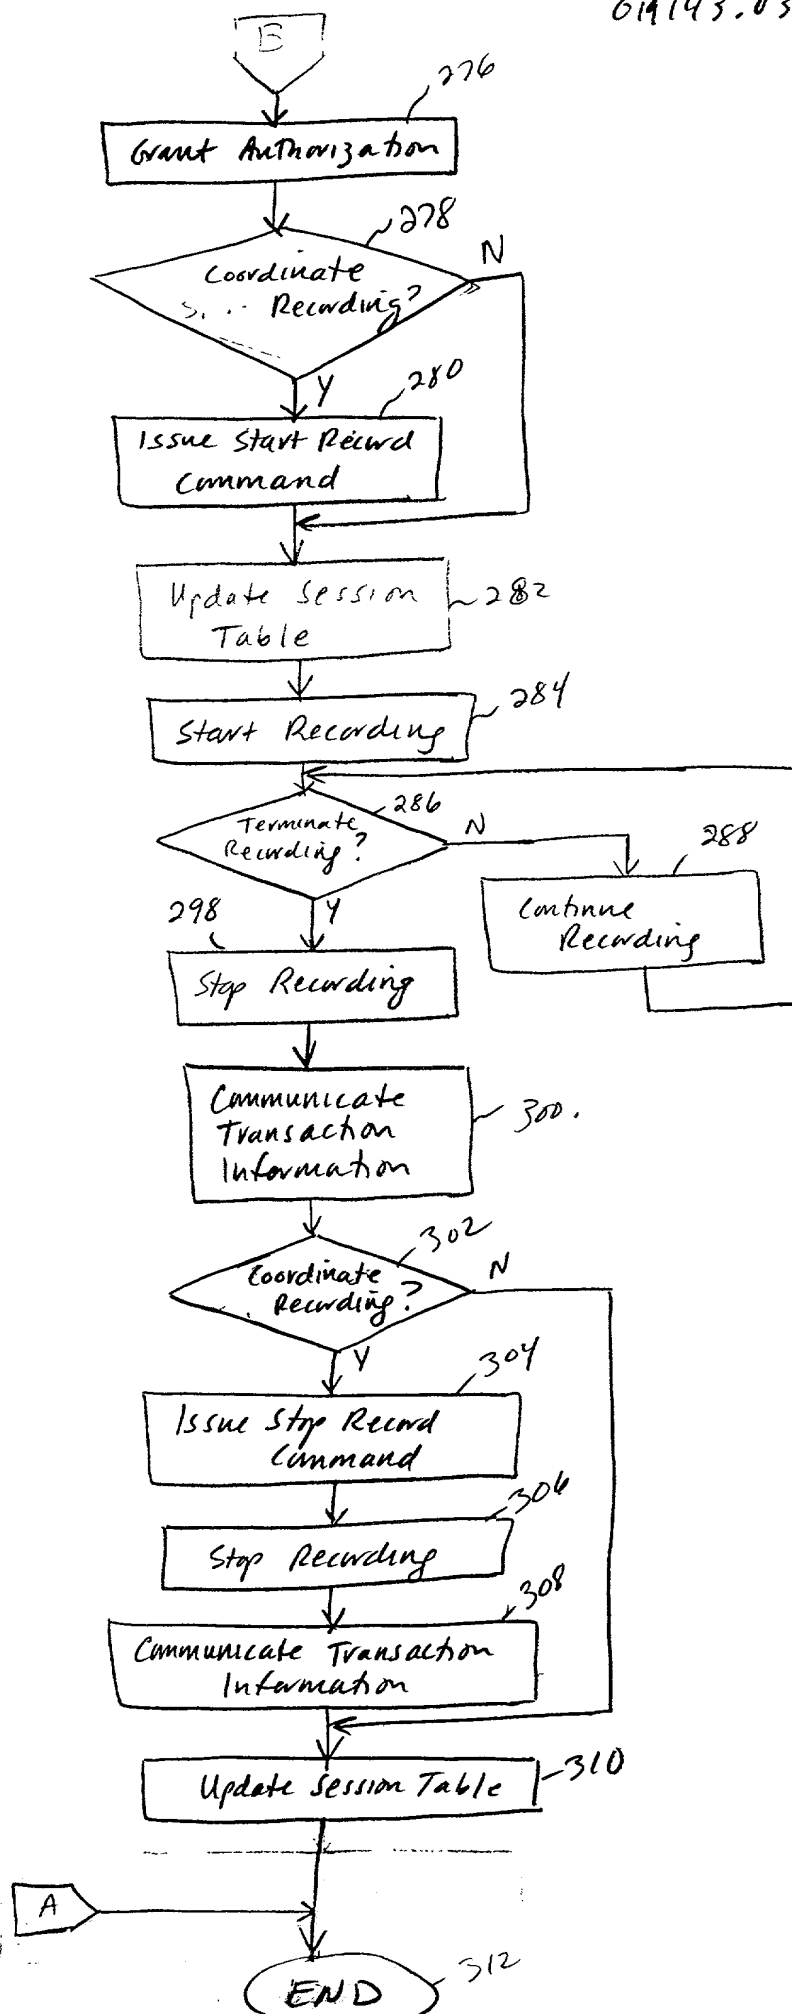 B
276
Grant Authorization
278
N
Coordinate
Recording?
Y
280
Issue Start Record
Command
Update Session
Table
282
284
Start Recording
286
Terminate
Recording?
N
288
Continue
Recording
298
Y
Stop Recording
Communicate
Transaction
Information
300.
302
Coordinate
Recording?
N
Y
304
Issue Stop Record
Command
306
Stop Recording
308
Communicate Transaction
Information
Update Session Table
310
A
END
312